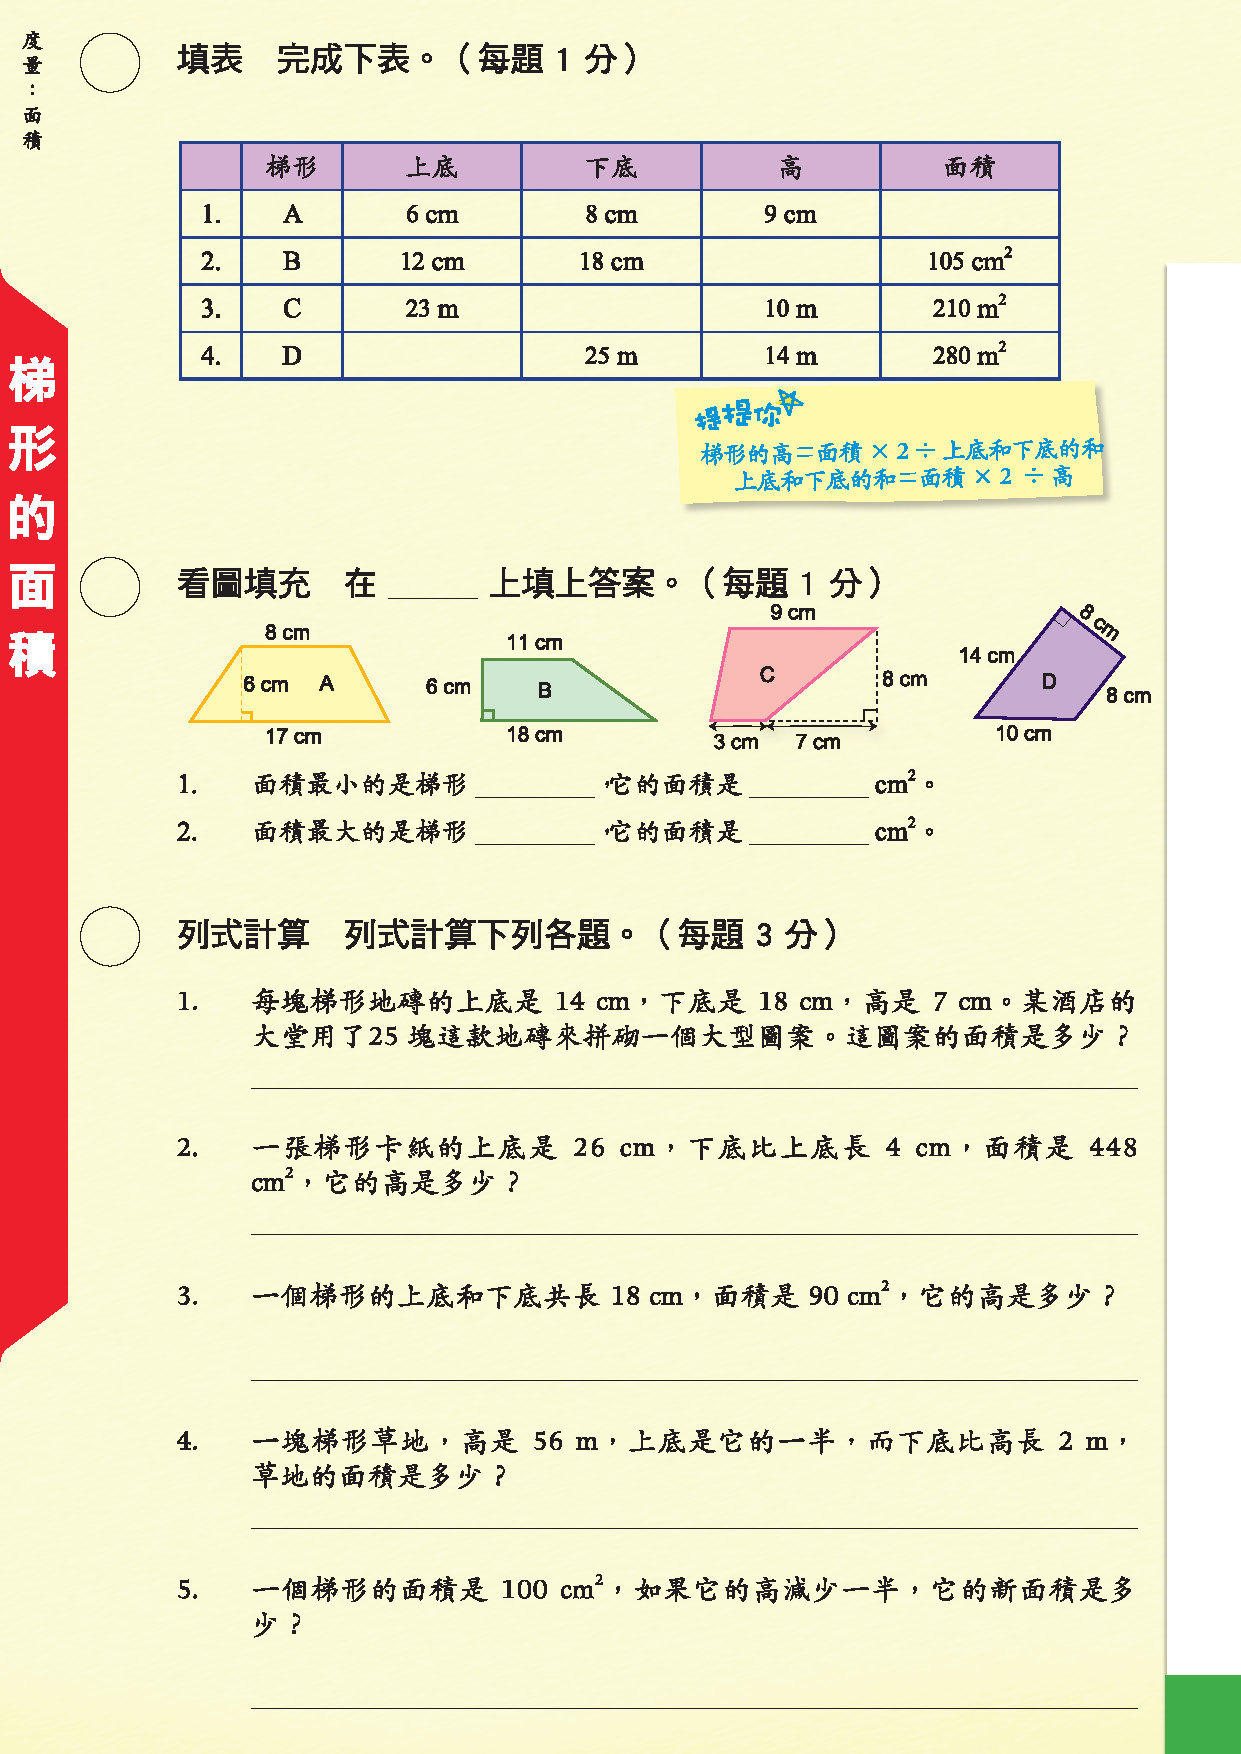 度量：面積
填表　完成下表。（每題 1 分）
梯形 上底 下底 高 面積
1. A 6 cm 8 cm 9 cm
2. B 12 cm 18 cm 105 cm²
3. C 23 m 10 m 210 m²
4. D 25 m 14 m 280 m²
提提你
梯形的高＝面積 × 2 ÷ 上底和下底的和
上底和下底的和＝面積 × 2 ÷ 高
梯形的面積
看圖填充　在 ______ 上填上答案。（每題 1 分）
8 cm
6 cm A
17 cm
11 cm
6 cm B
18 cm
9 cm
C 8 cm
3 cm 7 cm
8 cm
14 cm
D
8 cm
10 cm
1. 面積最小的是梯形 ________ ，它的面積是 ________ cm²。
2. 面積最大的是梯形 ________ ，它的面積是 ________ cm²。
列式計算　列式計算下列各題。（每題 3 分）
1. 每塊梯形地磚的上底是 14 cm，下底是 18 cm，高是 7 cm。某酒店的
大堂用了25 塊這款地磚來拼砌一個大型圖案。這圖案的面積是多少？
2. 一張梯形卡紙的上底是 26 cm，下底比上底長 4 cm，面積是 448
cm²，它的高是多少？
3. 一個梯形的上底和下底共長 18 cm，面積是 90 cm²，它的高是多少？
4. 一塊梯形草地，高是 56 m，上底是它的一半，而下底比高長 2 m，
草地的面積是多少？
5. 一個梯形的面積是 100 cm²，如果它的高減少一半，它的新面積是多
少？